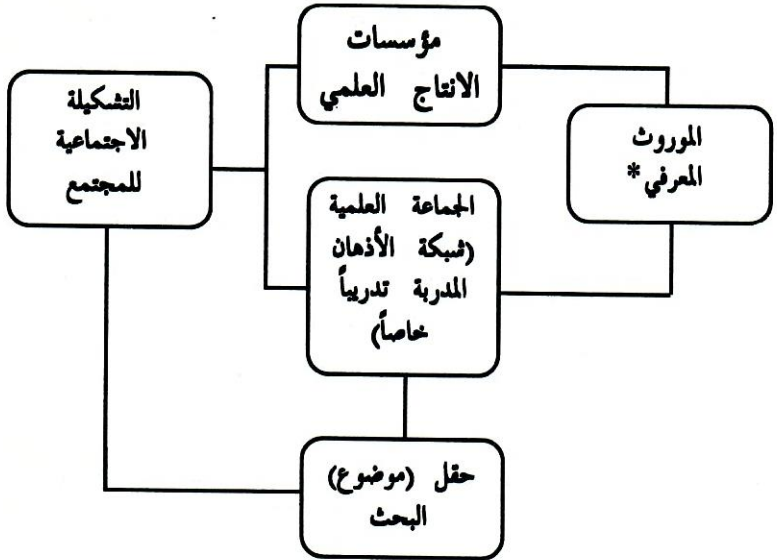 مؤسسات
الانتاج العلمي
التشكيلة
الاجتماعية
للمجتمع
الموروث
المعرفي*
الجماعة العلمية
(شبكة الأذهان
المدربة تدريباً
خاصاً)
حقل (موضوع)
البحث